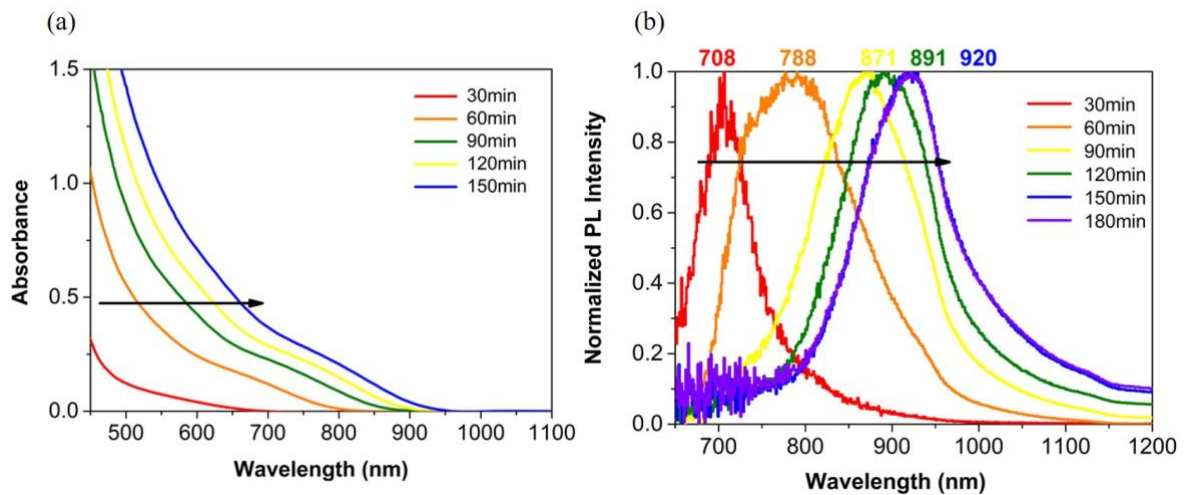 (a)
(b)
708 788 871 891 920
1.5
1.0
0.5
0.0
Absorbance
30min
60min
90min
120min
150min
500 600 700 800 900 1000 1100
Wavelength (nm)
1.0
0.8
0.6
0.4
0.2
0.0
Normalized PL Intensity
30min
60min
90min
120min
150min
180min
700 800 900 1000 1100 1200
Wavelength (nm)